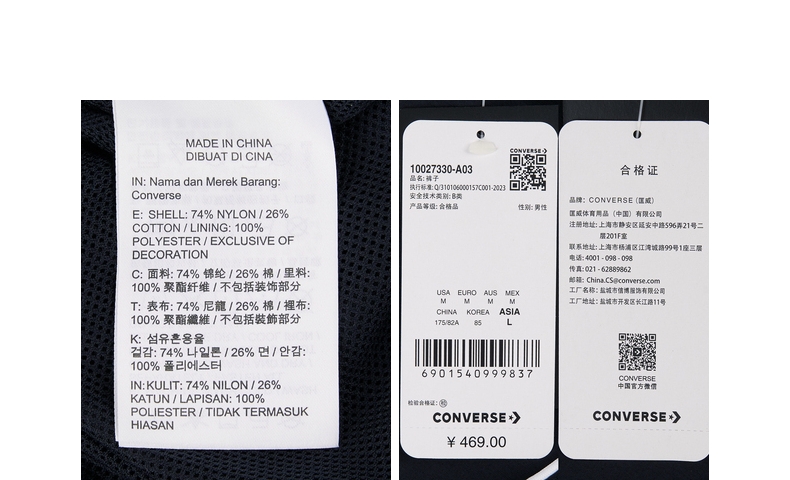 MADE IN CHINA
DIBUAT DI CINA
IN: Nama dan Merek Barang:
Converse
E: SHELL: 74% NYLON / 26%
COTTON / LINING: 100%
POLYESTER / EXCLUSIVE OF
DECORATION
C: 面料: 74% 锦纶 / 26% 棉 / 里料:
100% 聚酯纤维 / 不包括装饰部分
T: 表布: 74% 尼龍 / 26% 棉 / 裡布:
100% 聚酯纖維 / 不包括裝飾部分
K: 섬유혼용율
겉감: 74% 나일론 / 26% 면 / 안감:
100% 폴리에스터
IN:KULIT: 74% NILON / 26%
KATUN / LAPISAN: 100%
POLIESTER / TIDAK TERMASUK
HIASAN
CONVERSE
10027330-A03
品名: 裤子
执行标准: Q/310106000157C001-2023
安全技术类别: B类
产品等级: 合格品
性别: 男性
USA EURO AUS MEX
M M M M
CHINA KOREA ASIA
175/82A 85 L
6901540999837
检验合格证: 检
CONVERSE
¥ 469.00
合格证
品牌: CONVERSE (匡威)
匡威体育用品（中国）有限公司
注册地址: 上海市静安区延安中路596弄21号二
层201F室
联系地址: 上海市杨浦区江湾城路99号1座三层
电话: 4001 - 098 - 098
传真: 021 - 62889862
邮箱: China.CS@converse.com
工厂名称: 盐城市信博服饰有限公司
工厂地址: 盐城市开发区长江路11号
CONVERSE
中国官方微信
CONVERSE